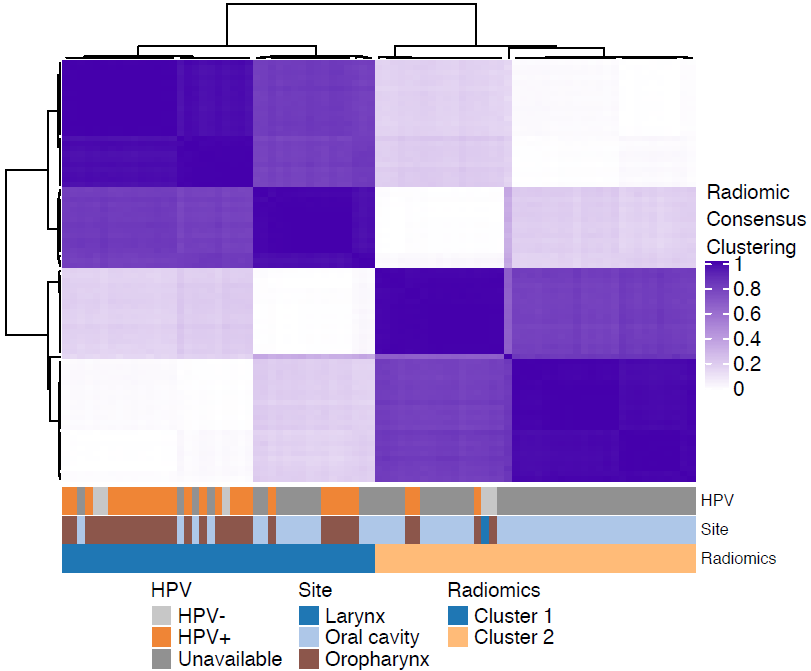 Radiomic
Consensus
Clustering
1
0.8
0.6
0.4
0.2
0
HPV
Site
Radiomics
HPV Site Radiomics
HPV- Larynx Cluster 1
HPV+ Oral cavity Cluster 2
Unavailable Oropharynx